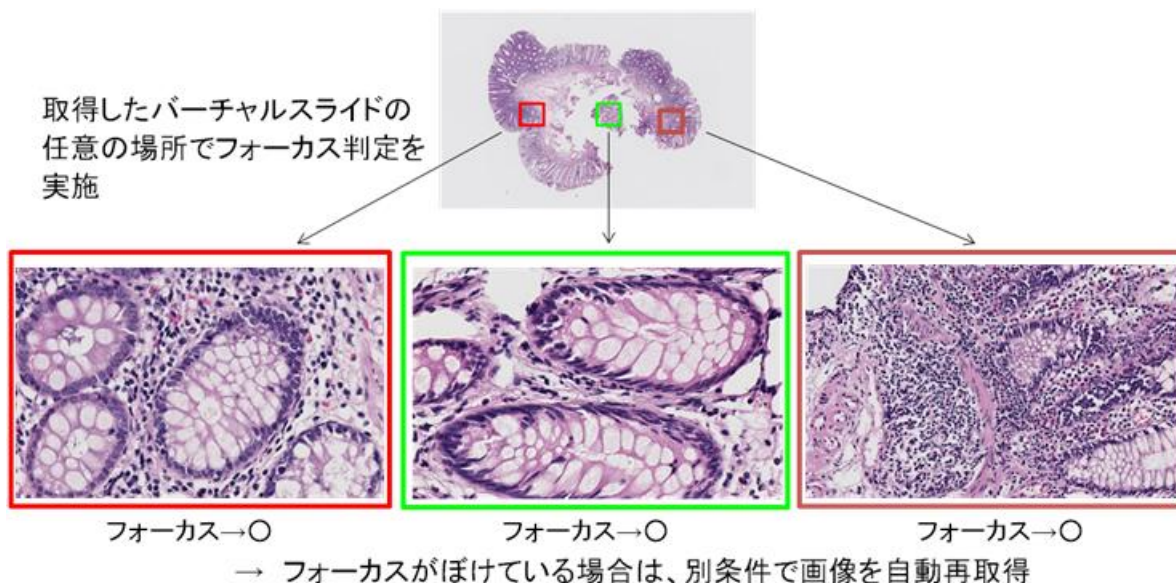 取得したバーチャルスライドの
任意の場所でフォーカス判定を
実施
フォーカス→○
フォーカス→○
フォーカス→○
→ フォーカスがぼけている場合は、別条件で画像を自動再取得